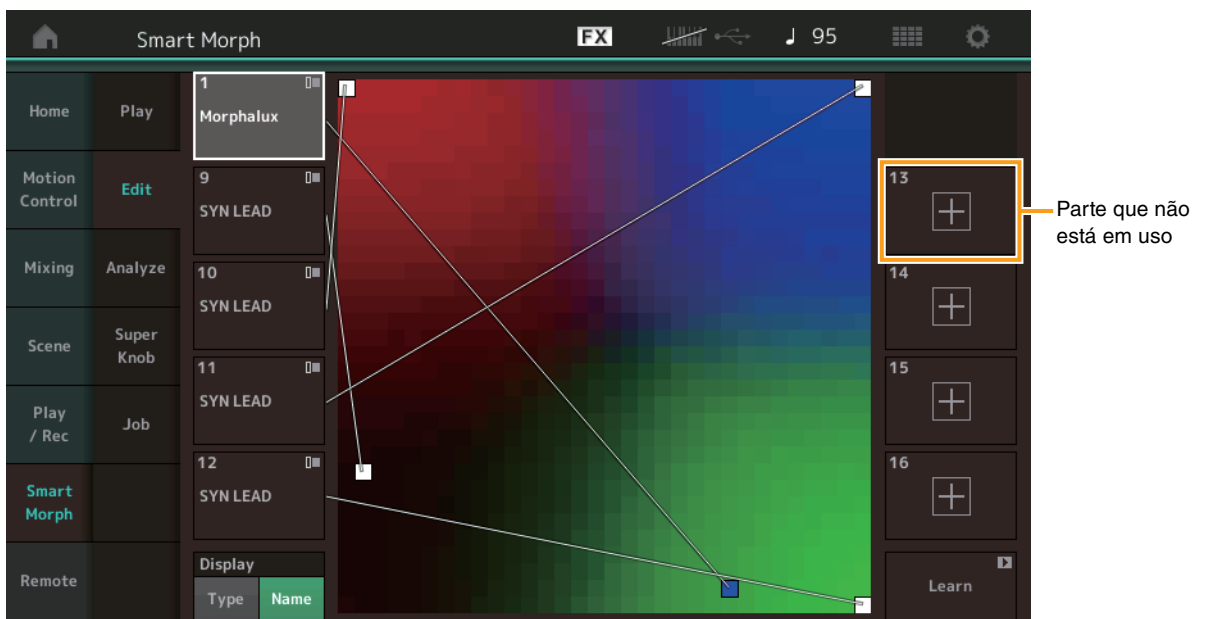 Smart Morph
FX
95
Home
Play
Motion
Control
Edit
Mixing
Analyze
Scene
Super
Knob
Play
/ Rec
Job
Smart
Morph
Remote
1
Morphalux
9
SYN LEAD
10
SYN LEAD
11
SYN LEAD
12
SYN LEAD
Display
Type
Name
13
14
15
16
Learn
Parte que não
está em uso